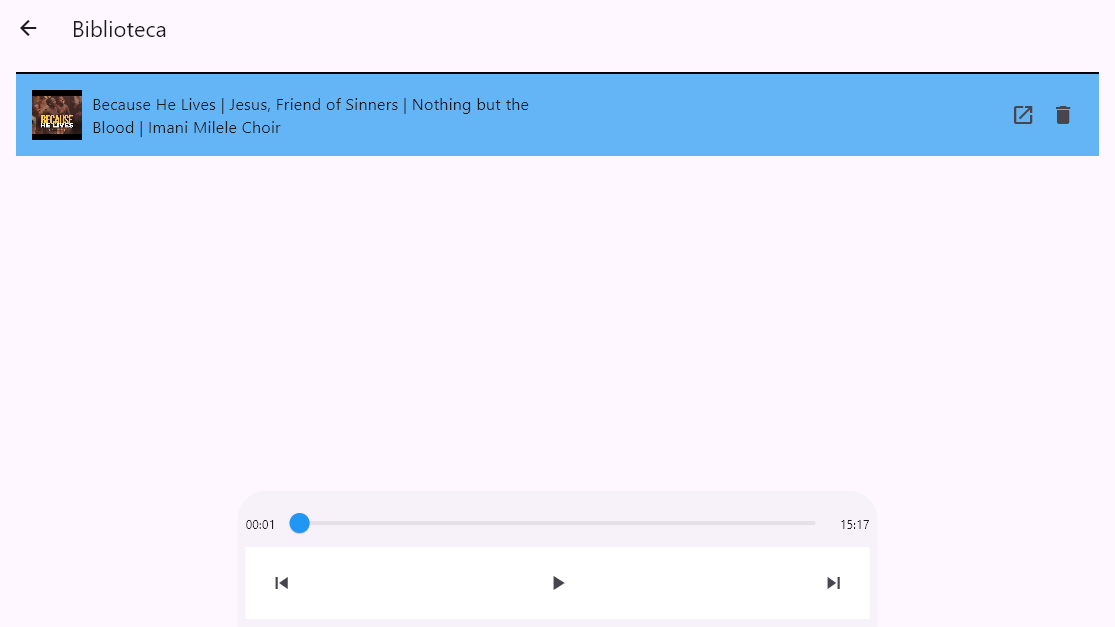 Biblioteca
BECAUSE
HE LIVES
Because He Lives | Jesus, Friend of Sinners | Nothing but the
Blood | Imani Milele Choir
00:01
15:17